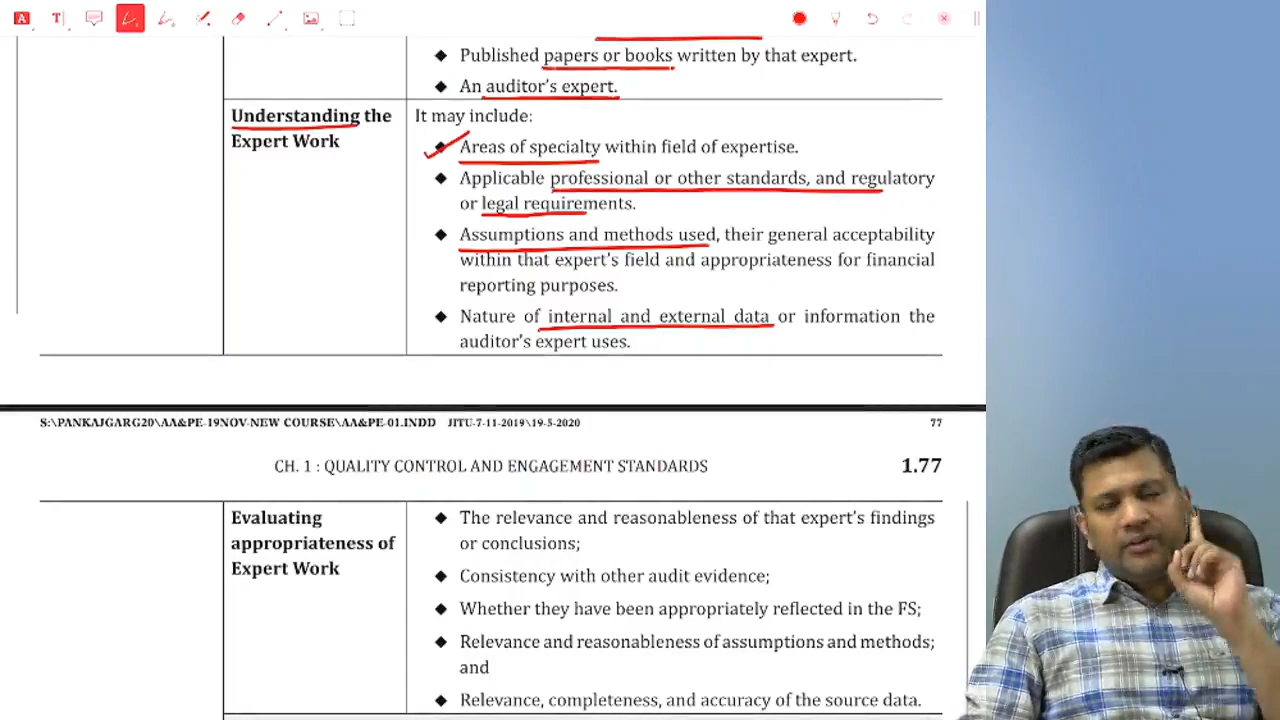 ◆ Published papers or books written by that expert.
◆ An auditor's expert.
Understanding the
Expert Work
It may include:
◆ Areas of specialty within field of expertise.
◆ Applicable professional or other standards, and regulatory
or legal requirements.
◆ Assumptions and methods used, their general acceptability
within that expert's field and appropriateness for financial
reporting purposes.
◆ Nature of internal and external data or information the
auditor's expert uses.
S:\PANKAJGARG20\AA&PE-19NOV-NEW COURSE\AA&PE-01.INDD JITU-7-11-2019\19-5-2020 77
CH. 1 : QUALITY CONTROL AND ENGAGEMENT STANDARDS 1.77
Evaluating
appropriateness of
Expert Work
◆ The relevance and reasonableness of that expert's findings
or conclusions;
◆ Consistency with other audit evidence;
◆ Whether they have been appropriately reflected in the FS;
◆ Relevance and reasonableness of assumptions and methods;
and
◆ Relevance, completeness, and accuracy of the source data.